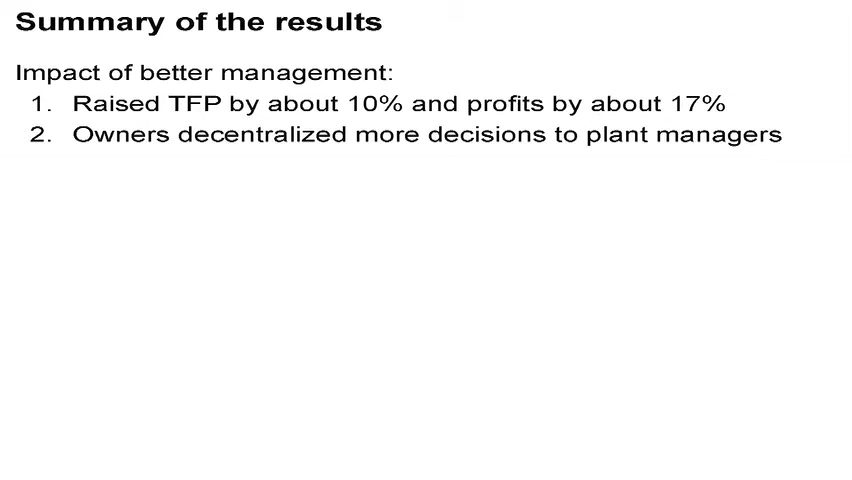 Summary of the results
Impact of better management:
1. Raised TFP by about 10% and profits by about 17%
2. Owners decentralized more decisions to plant managers